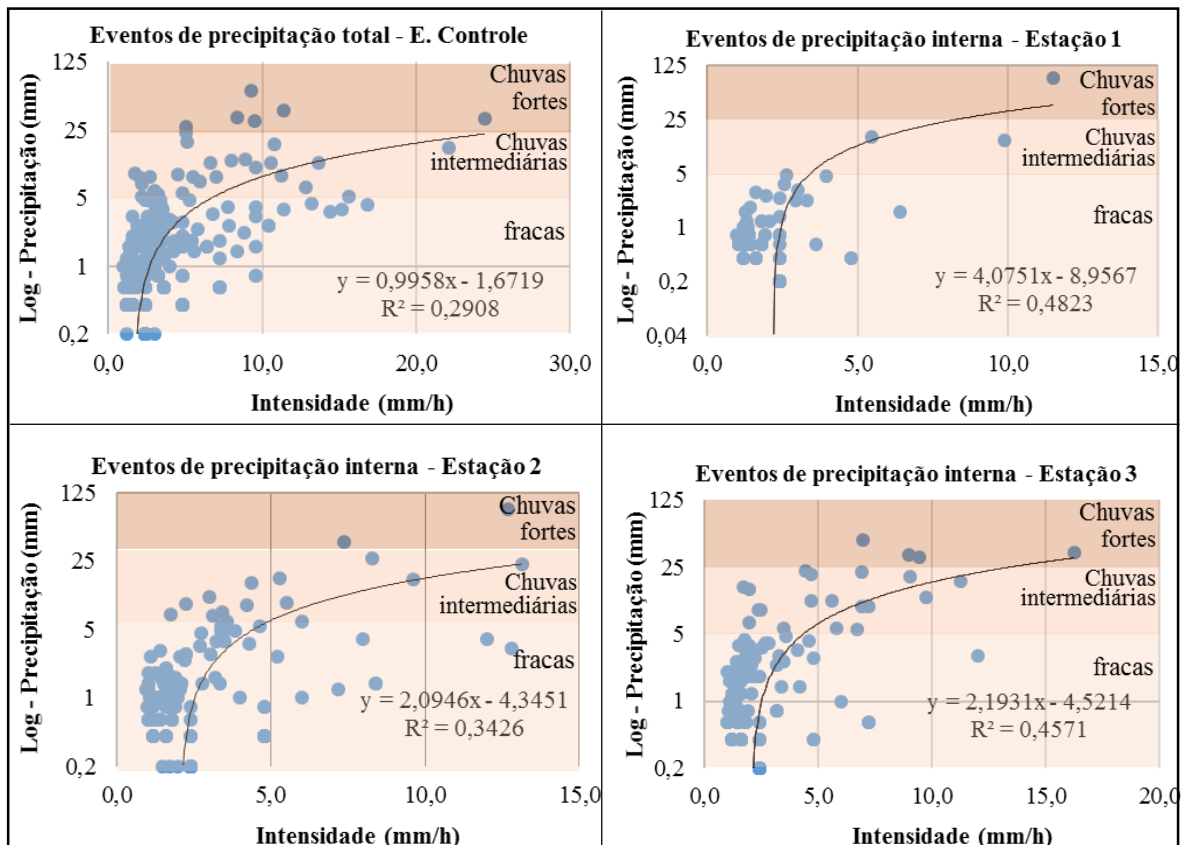 Eventos de precipitação total - E. Controle
Log - Precipitação (mm)
125
25
5
1
0,2
Chuvas
fortes
Chuvas
intermediárias
fracas
y = 0,9958x - 1,6719
R² = 0,2908
0,0
10,0
20,0
30,0
Intensidade (mm/h)
Eventos de precipitação interna - Estação 1
Log - Precipitação (mm)
125
25
5
1
0,2
0,04
Chuvas
fortes
Chuvas
intermediárias
fracas
y = 4,0751x - 8,9567
R² = 0,4823
0,0
5,0
10,0
15,0
Intensidade (mm/h)
Eventos de precipitação interna - Estação 2
Log - Precipitação (mm)
125
25
5
1
0,2
Chuvas
fortes
Chuvas
intermediárias
fracas
y = 2,0946x - 4,3451
R² = 0,3426
0,0
5,0
10,0
15,0
Intensidade (mm/h)
Eventos de precipitação interna - Estação 3
Log - Precipitação (mm)
125
25
5
1
0,2
Chuvas
fortes
Chuvas
intermediárias
fracas
y = 2,1931x - 4,5214
R² = 0,4571
0,0
5,0
10,0
15,0
20,0
Intensidade (mm/h)